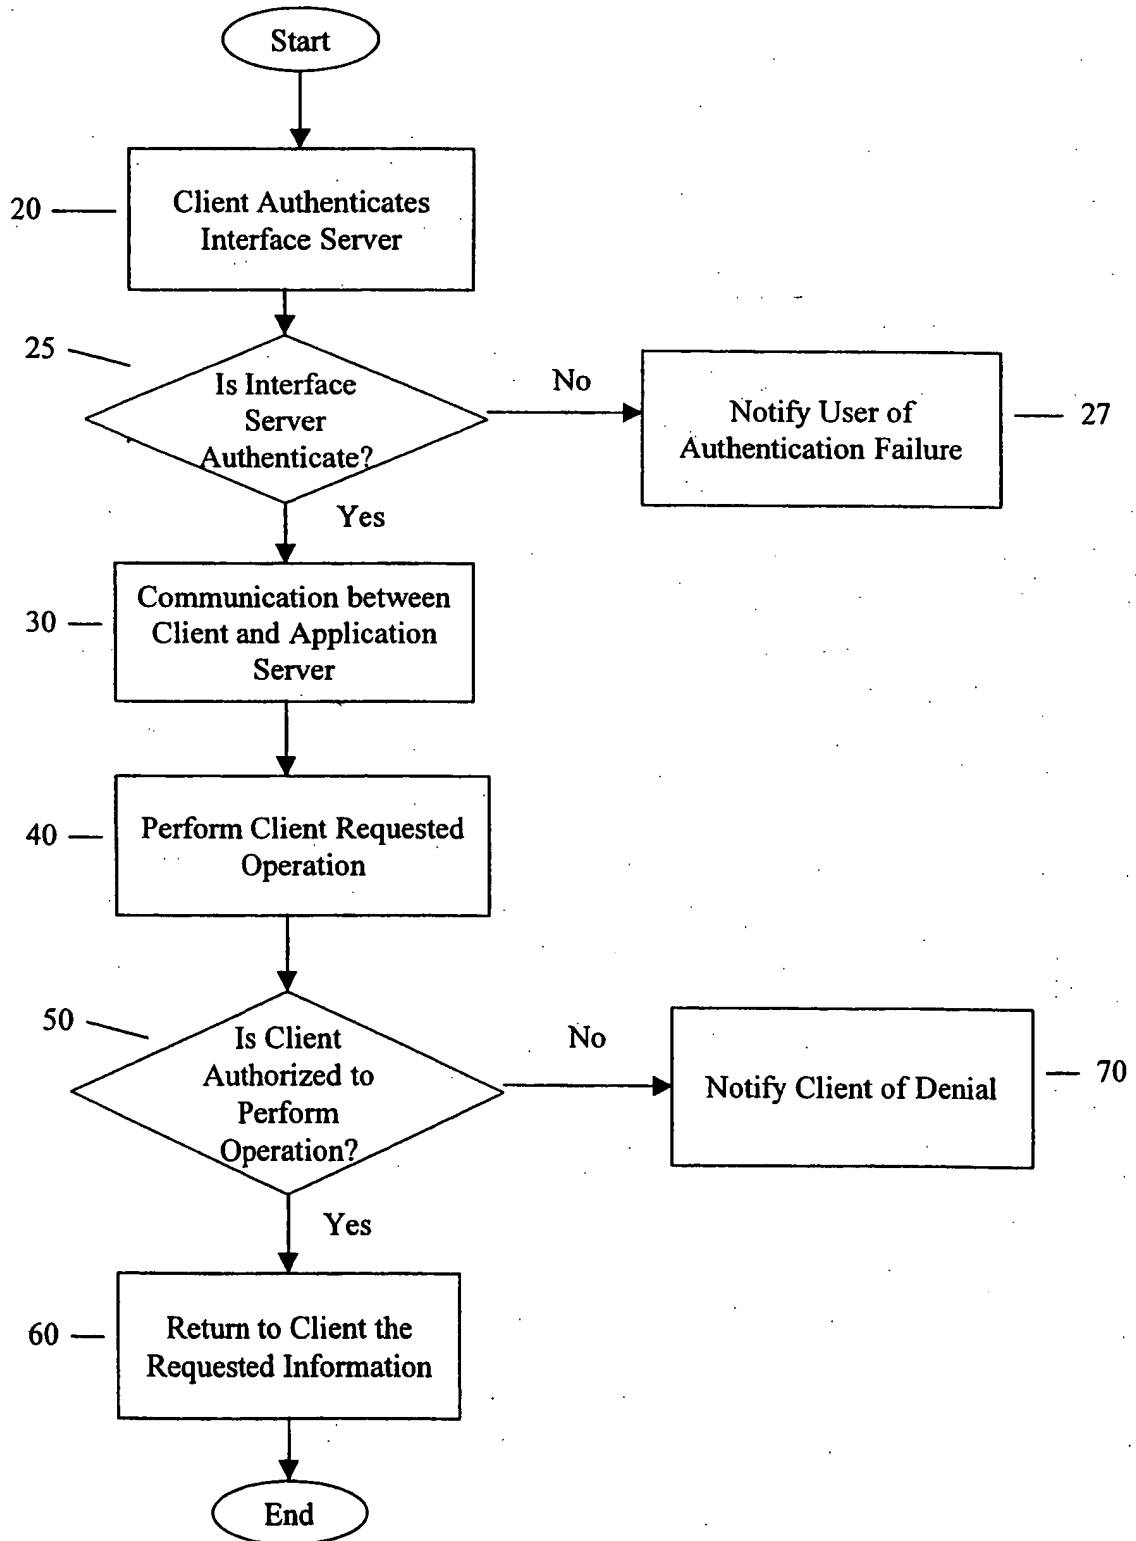 Start
20
Client Authenticates
Interface Server
25
Is Interface
Server
Authenticate?
No
Notify User of
Authentication Failure
27
Yes
30
Communication between
Client and Application
Server
40
Perform Client Requested
Operation
50
Is Client
Authorized to
Perform
Operation?
No
Notify Client of Denial
70
Yes
60
Return to Client the
Requested Information
End